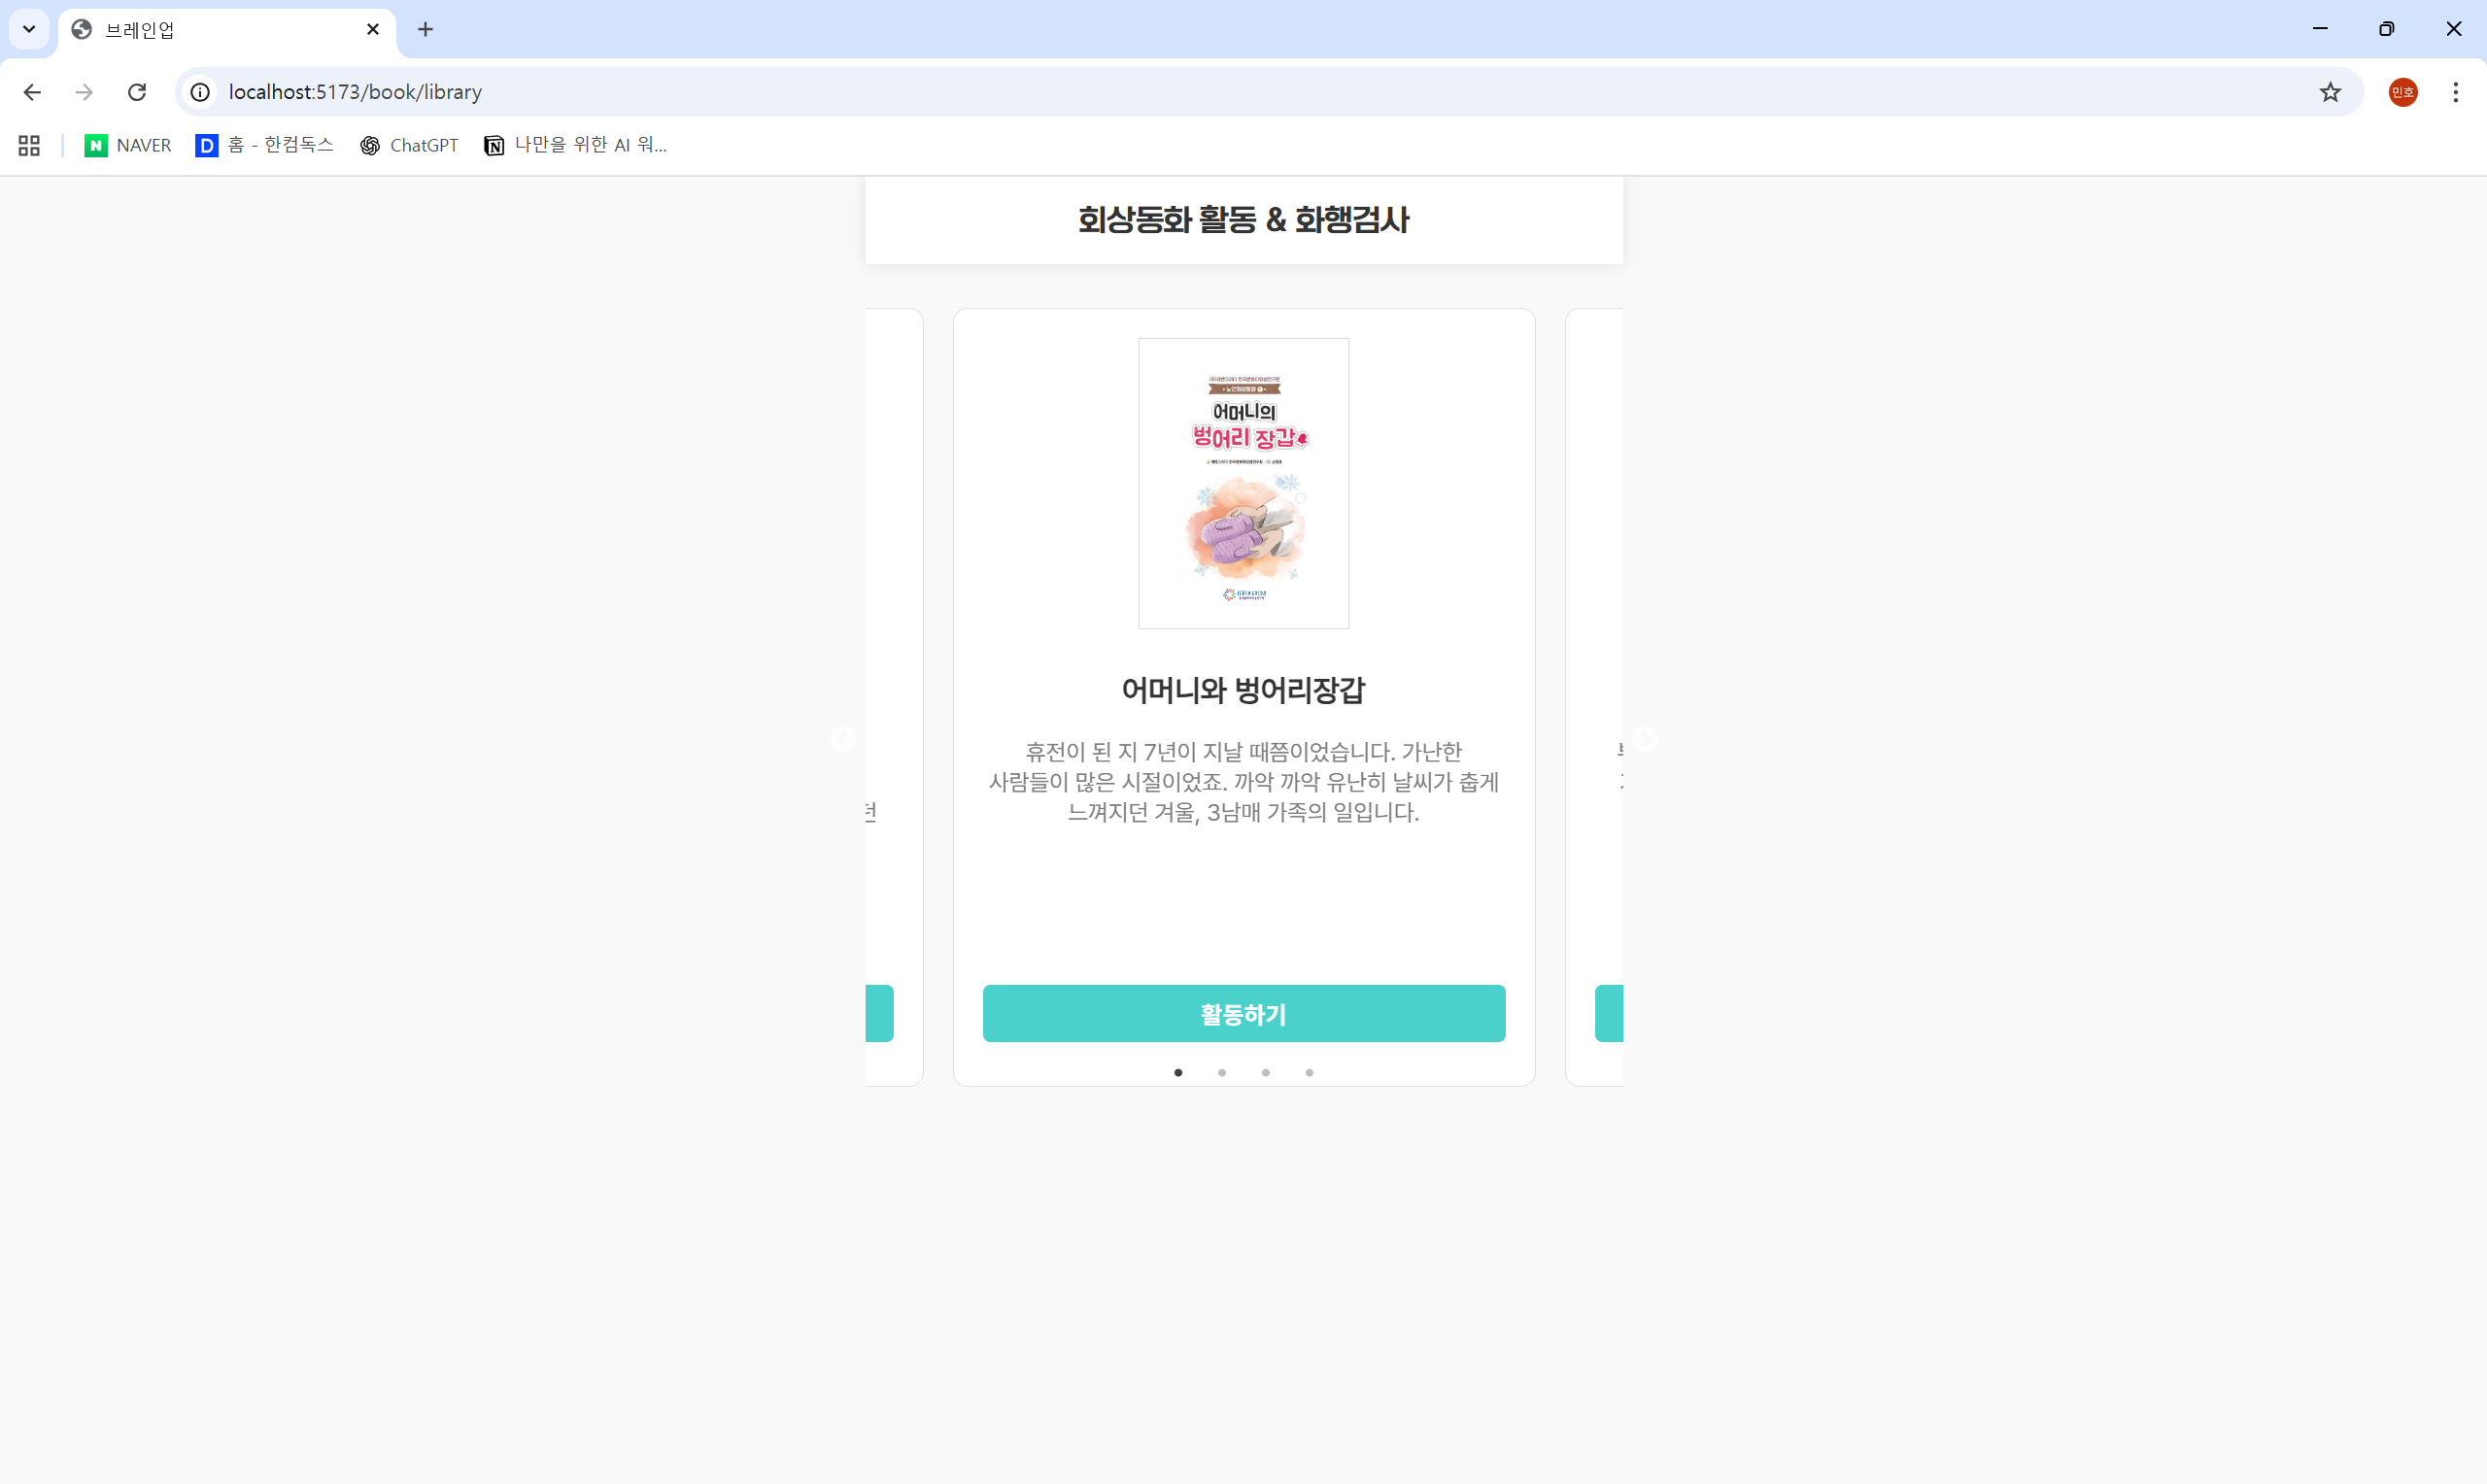 브레인업
localhost:5173/book/library
민호
NAVER
홈 - 한컴독스
ChatGPT
나만을 위한 AI 워...
회상동화 활동 & 화행검사
어머니의
벙어리 장갑
어머니와 벙어리장갑
휴전이 된 지 7년이 지날 때쯤이었습니다. 가난한
사람들이 많은 시절이었죠. 까악 까악 유난히 날씨가 춥게
느껴지던 겨울, 3남매 가족의 일입니다.
던
활동하기